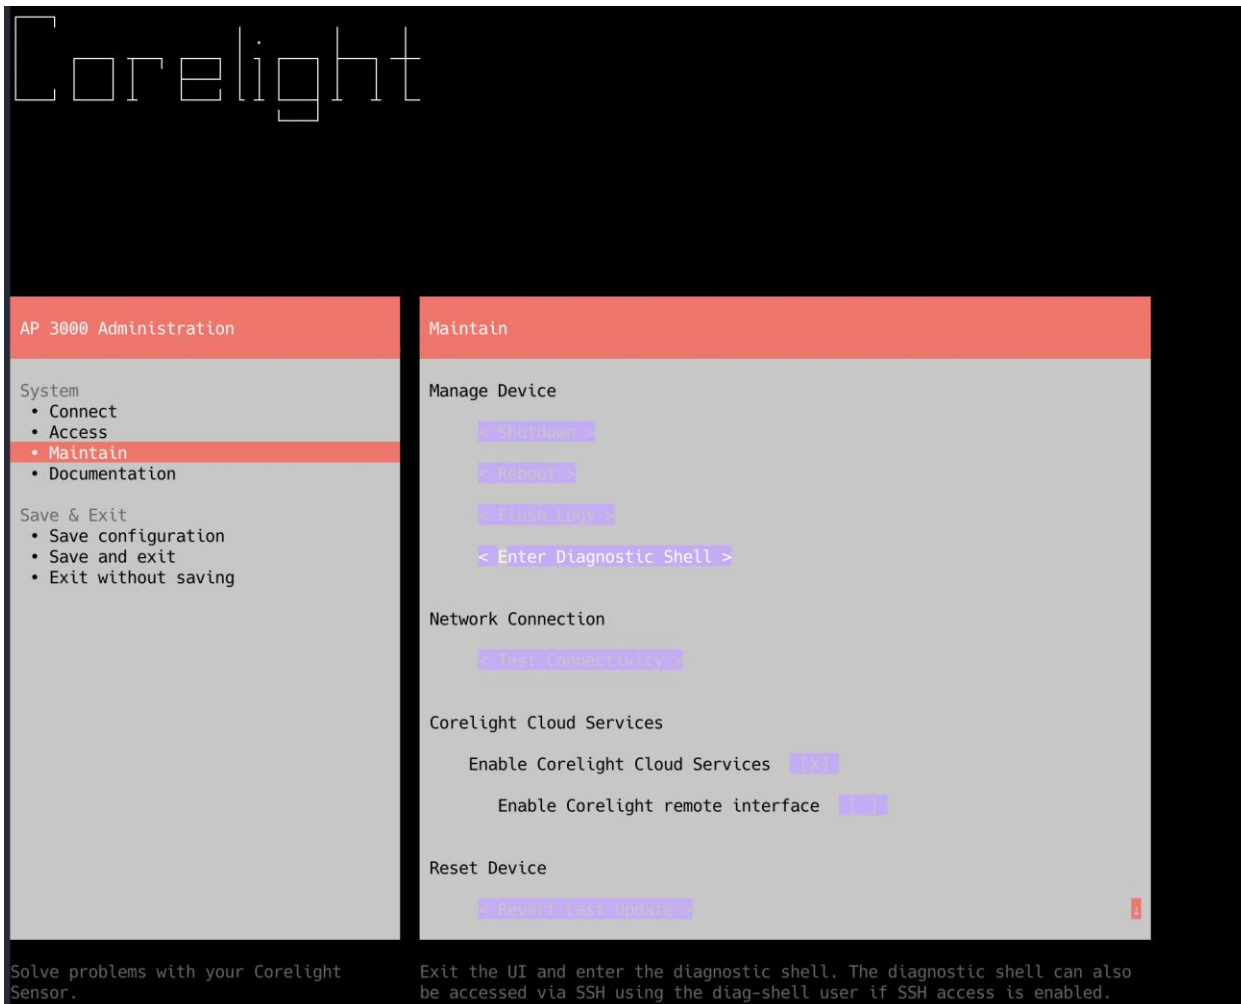 Corelight
AP 3000 Administration
System
• Connect
• Access
• Maintain
• Documentation
Save & Exit
• Save configuration
• Save and exit
• Exit without saving
Maintain
Manage Device
< Shutdown >
< Reboot >
< Flush Logs >
< Enter Diagnostic Shell >
Network Connection
< Test Connectivity >
Corelight Cloud Services
Enable Corelight Cloud Services [X]
Enable Corelight remote interface [ ]
Reset Device
< Revert Last Update >
↓
Solve problems with your Corelight
Sensor.
Exit the UI and enter the diagnostic shell. The diagnostic shell can also
be accessed via SSH using the diag-shell user if SSH access is enabled.